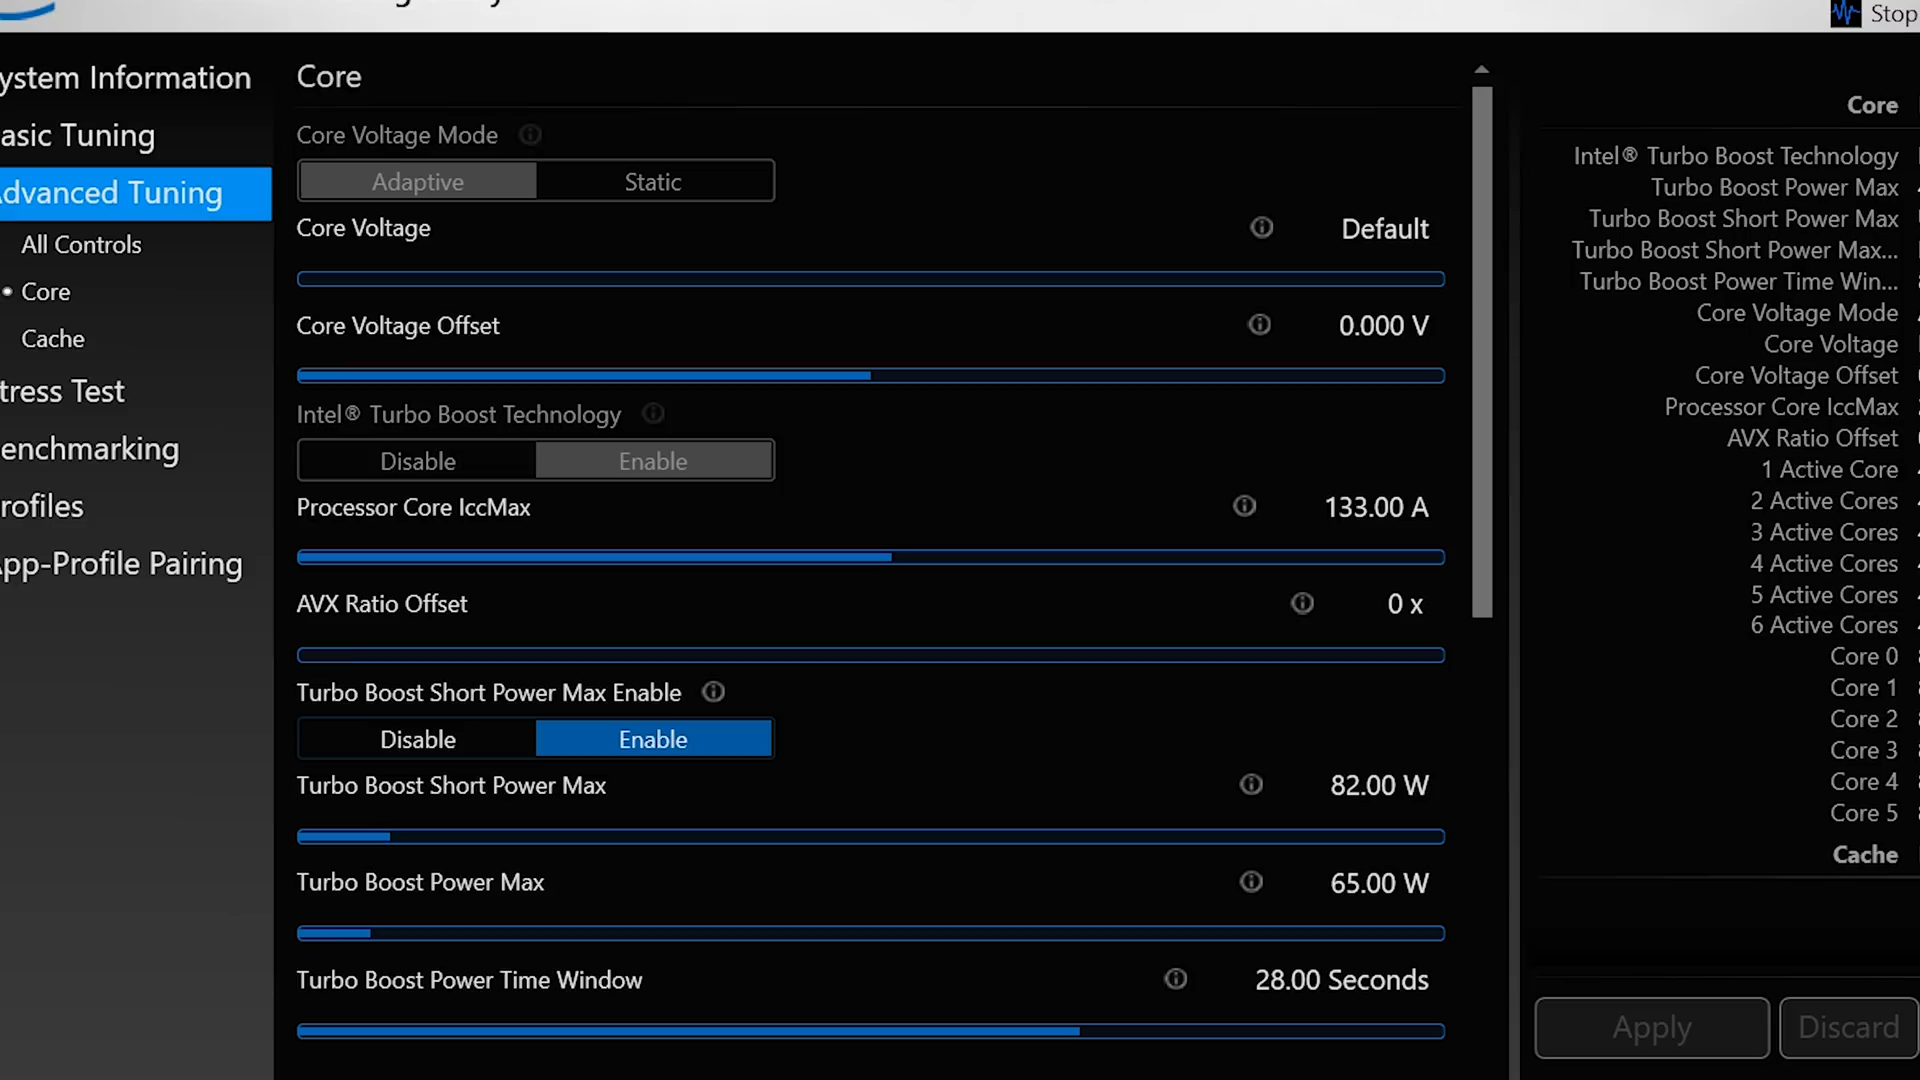 Stop
ystem Information
asic Tuning
Advanced Tuning
All Controls
• Core
Cache
tress Test
enchmarking
rofiles
App-Profile Pairing
Core
Core Voltage Mode
Adaptive
Static
Core Voltage
Default
Core Voltage Offset
0.000 V
Intel® Turbo Boost Technology
Disable
Enable
Processor Core IccMax
133.00 A
AVX Ratio Offset
0 x
Turbo Boost Short Power Max Enable
Disable
Enable
Turbo Boost Short Power Max
82.00 W
Turbo Boost Power Max
65.00 W
Turbo Boost Power Time Window
28.00 Seconds
Core
Intel® Turbo Boost Technology
Turbo Boost Power Max
Turbo Boost Short Power Max
Turbo Boost Short Power Max...
Turbo Boost Power Time Win...
Core Voltage Mode
Core Voltage
Core Voltage Offset
Processor Core IccMax
AVX Ratio Offset
1 Active Core
2 Active Cores
3 Active Cores
4 Active Cores
5 Active Cores
6 Active Cores
Core 0
Core 1
Core 2
Core 3
Core 4
Core 5
Cache
Apply
Discard